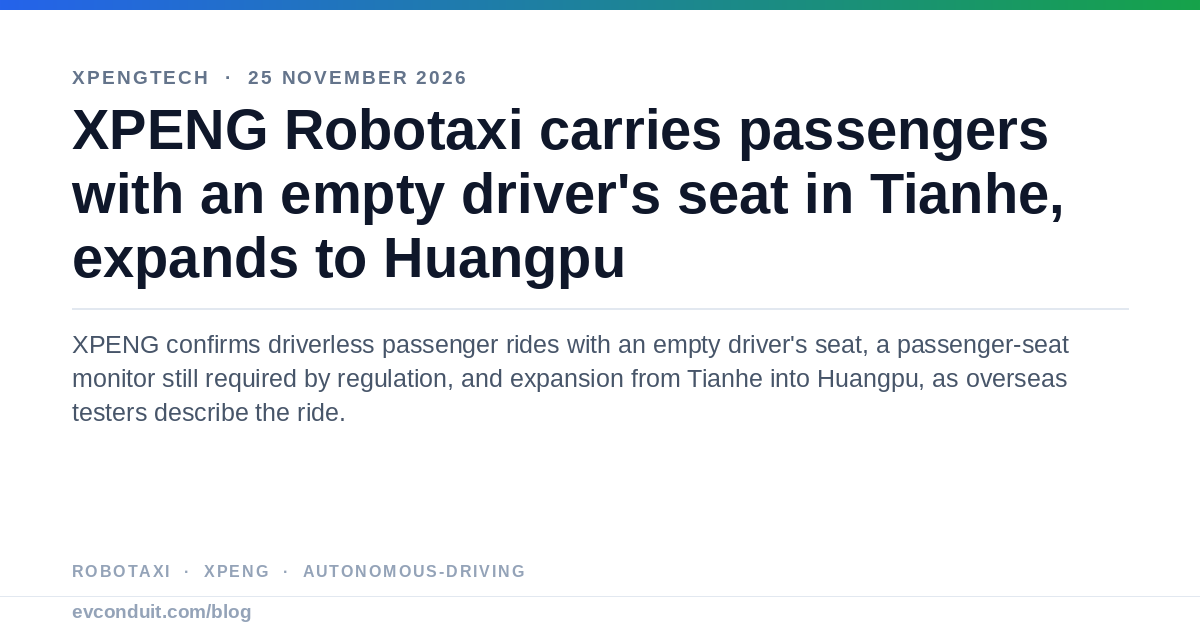 XPENGTECH · 25 NOVEMBER 2026
XPENG Robotaxi carries passengers
with an empty driver's seat in Tianhe,
expands to Huangpu
XPENG confirms driverless passenger rides with an empty driver's seat, a passenger-seat
monitor still required by regulation, and expansion from Tianhe into Huangpu, as overseas
testers describe the ride.
ROBOTAXI · XPENG · AUTONOMOUS-DRIVING
evconduit.com/blog